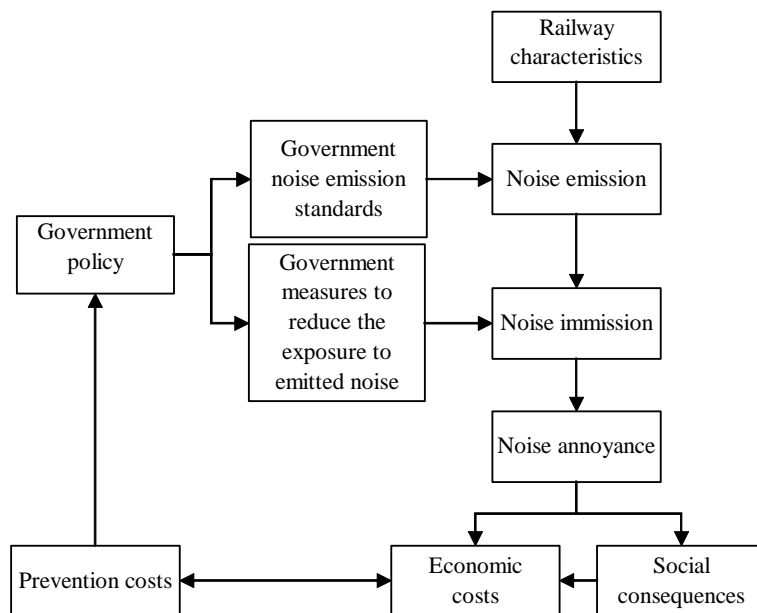 Railway
characteristics
Government
noise emission
standards
Noise emission
Government
policy
Government
measures to
reduce the
exposure to
emitted noise
Noise immission
Noise annoyance
Prevention costs
Economic
costs
Social
consequences